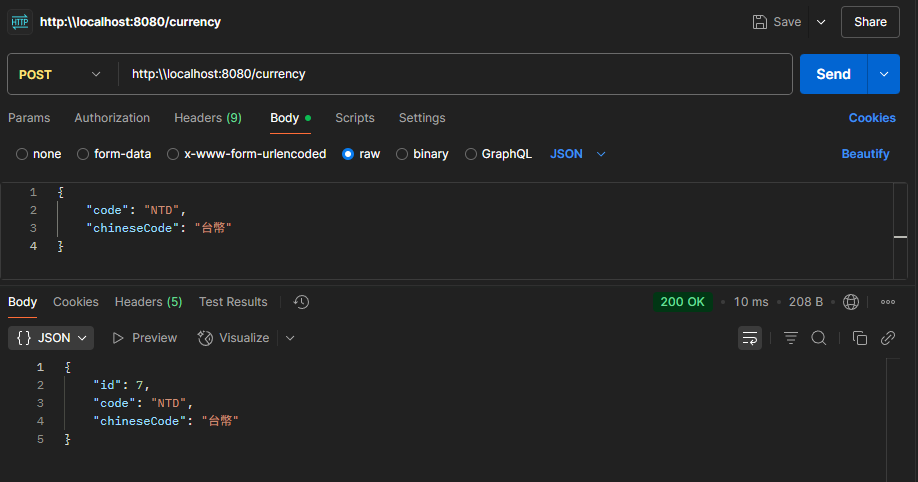 HTTP http:\\localhost:8080/currency Save Share
POST http:\\localhost:8080/currency Send
Params Authorization Headers (9) Body Scripts Settings Cookies
none form-data x-www-form-urlencoded raw binary GraphQL JSON Beautify
1 {
2 "code": "NTD",
3 "chineseCode": "台幣"
4 }
Body Cookies Headers (5) Test Results 200 OK • 10 ms • 208 B
{} JSON Preview Visualize
1 {
2 "id": 7,
3 "code": "NTD",
4 "chineseCode": "台幣"
5 }